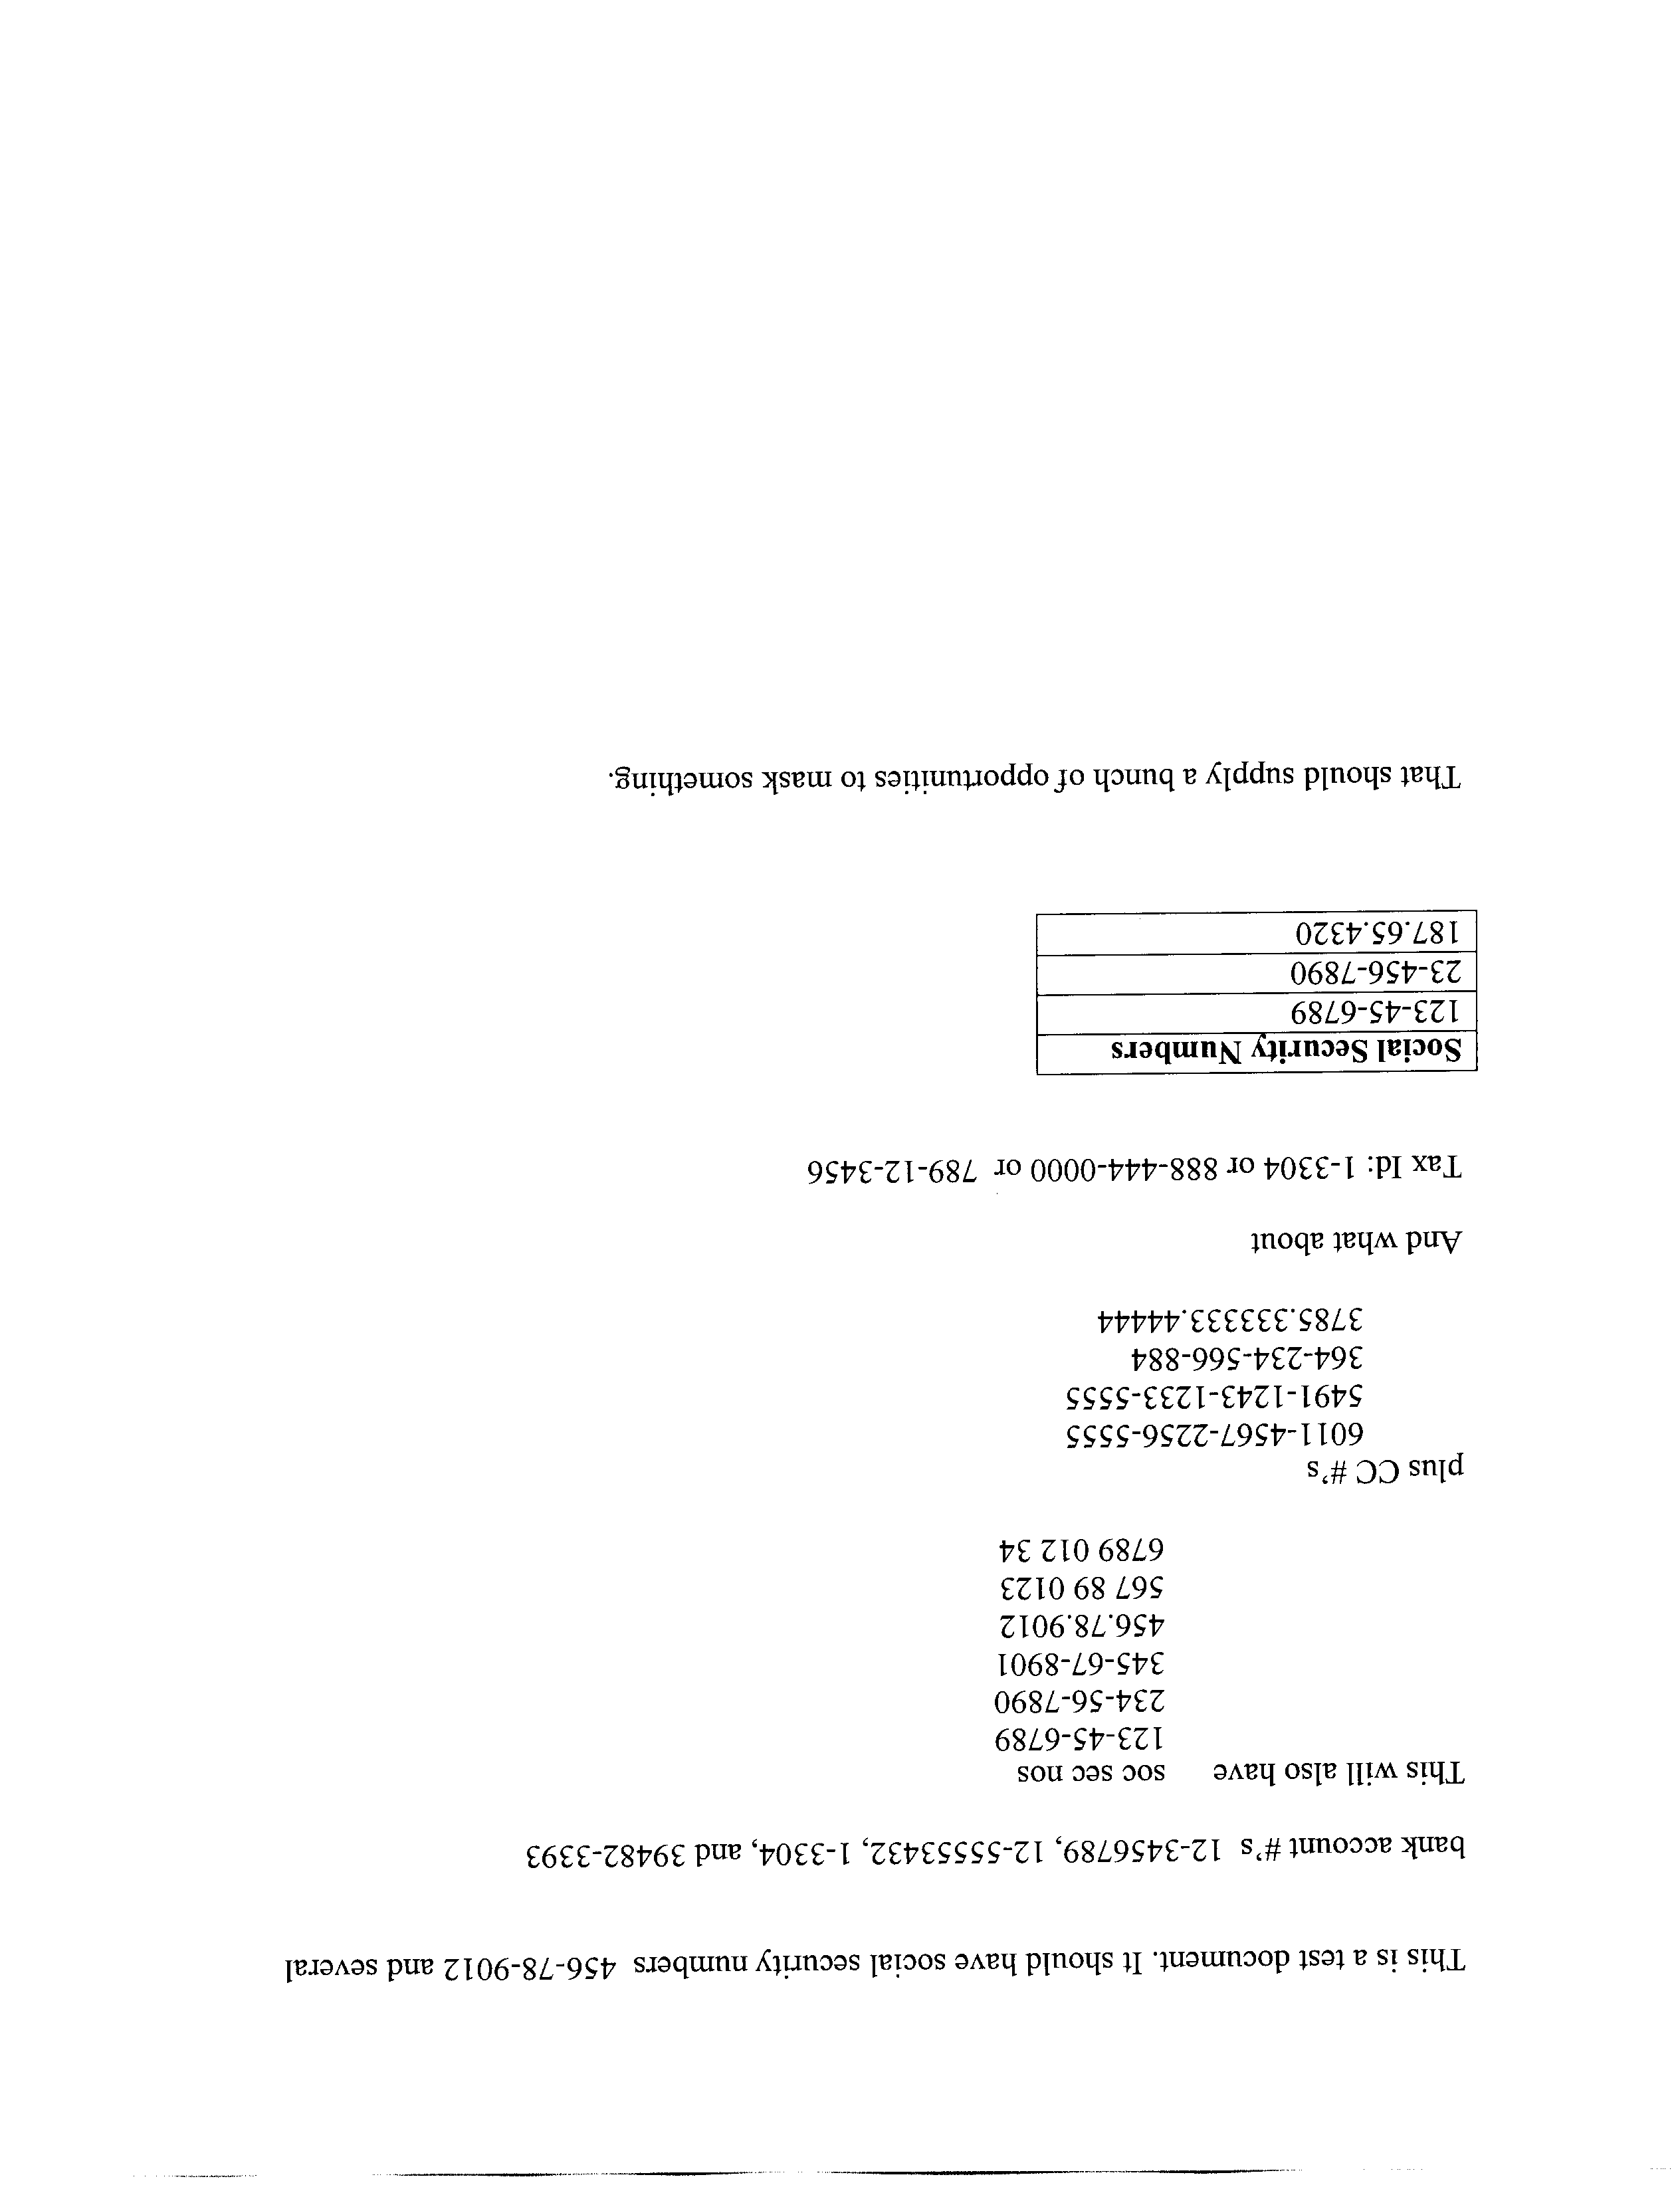 This is a test document. It should have social security numbers  456-78-9012 and several
bank account #'s  12-3456789, 12-55553432, 1-3304, and 39482-3393
This will also have    soc sec nos
123-45-6789
234-56-7890
345-67-8901
456.78.9012
567 89 0123
6789 012 34
plus CC #'s
6011-4567-2256-5555
5491-1243-1233-5555
364-234-566-884
3785.333333.44444
And what about
Tax Id: 1-3304 or 888-444-0000 or  789-12-3456
Social Security Numbers
123-45-6789
23-456-7890
187.65.4320
That should supply a bunch of opportunities to mask something.